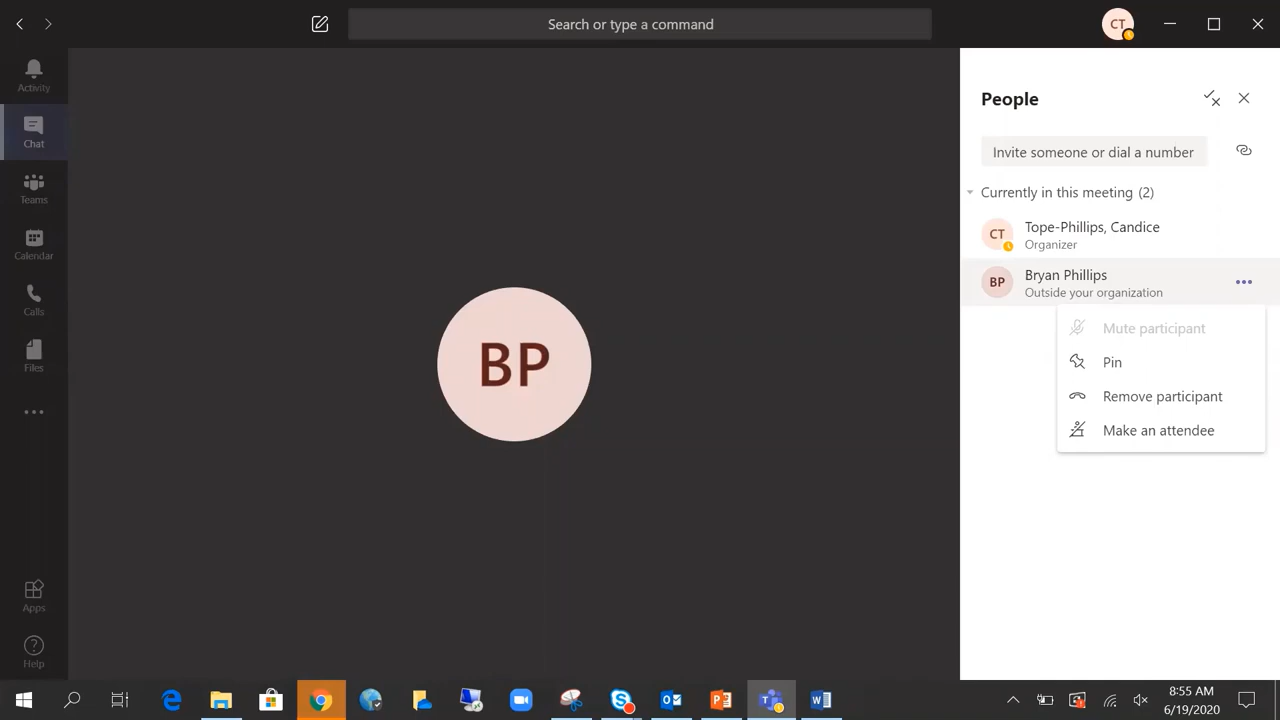 Search or type a command
CT
Activity
Chat
Teams
Calendar
Calls
Files
Apps
Help
BP
People
Invite someone or dial a number
Currently in this meeting (2)
CT
Tope-Phillips, Candice
Organizer
BP
Bryan Phillips
Outside your organization
Mute participant
Pin
Remove participant
Make an attendee
8:55 AM
6/19/2020